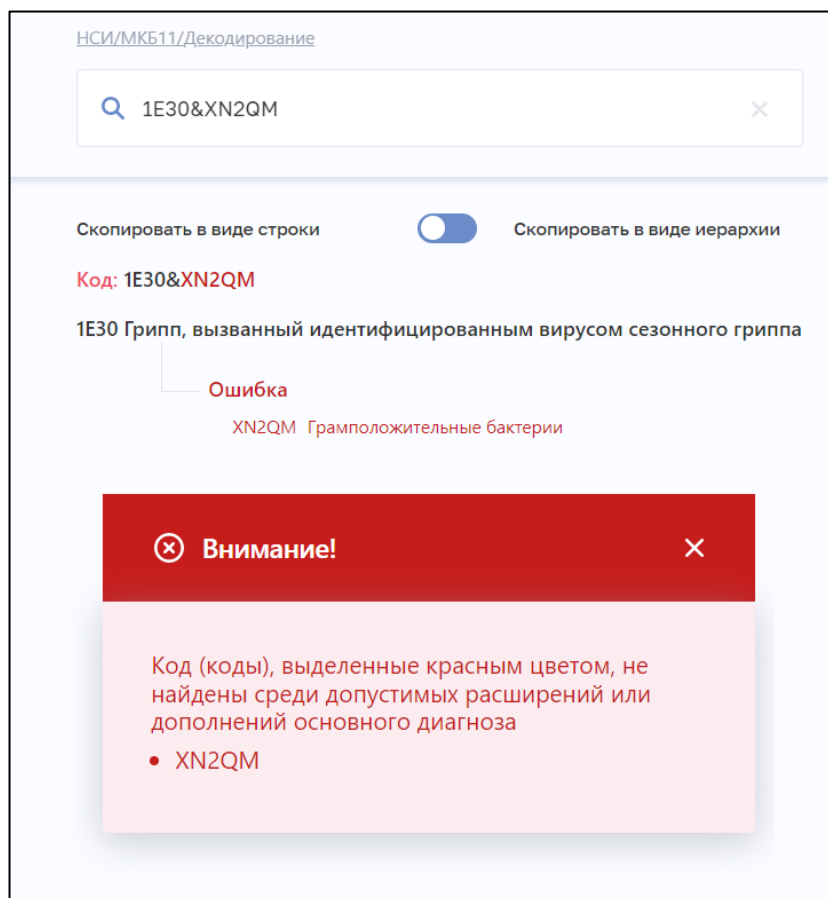 НСИ/МКБ11/Декодирование
1E30&XN2QM
Скопировать в виде строки Скопировать в виде иерархии
Код: 1E30&XN2QM
1E30 Грипп, вызванный идентифицированным вирусом сезонного гриппа
Ошибка
XN2QM Грамположительные бактерии
Внимание!
Код (коды), выделенные красным цветом, не
найдены среди допустимых расширений или
дополнений основного диагноза
• XN2QM